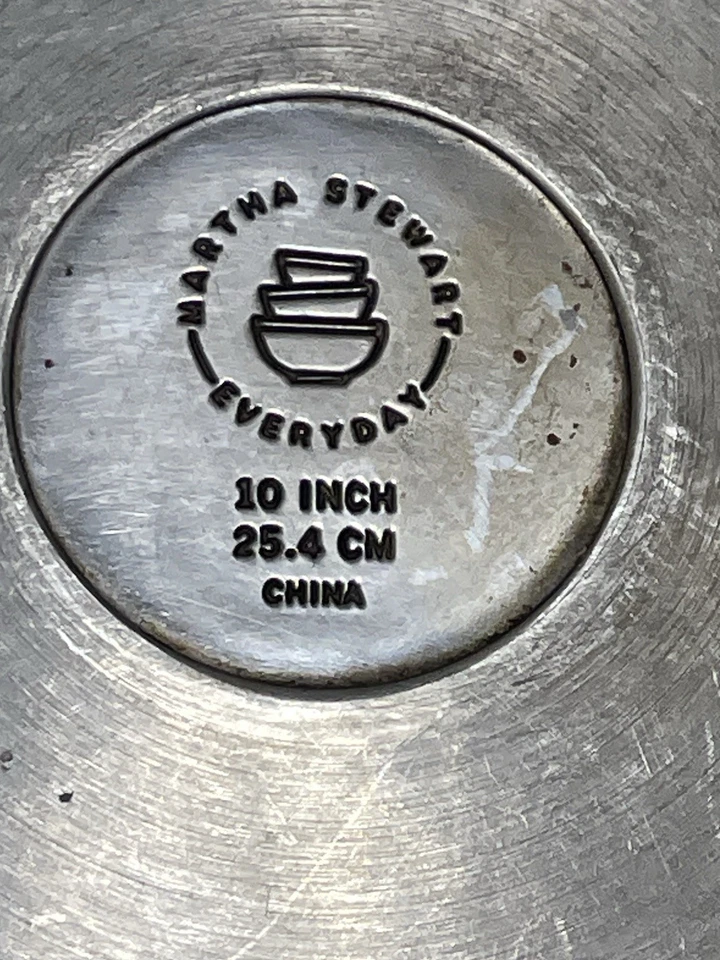 MARTHA STEWART
EVERYDAY
10 INCH
25.4 CM
CHINA